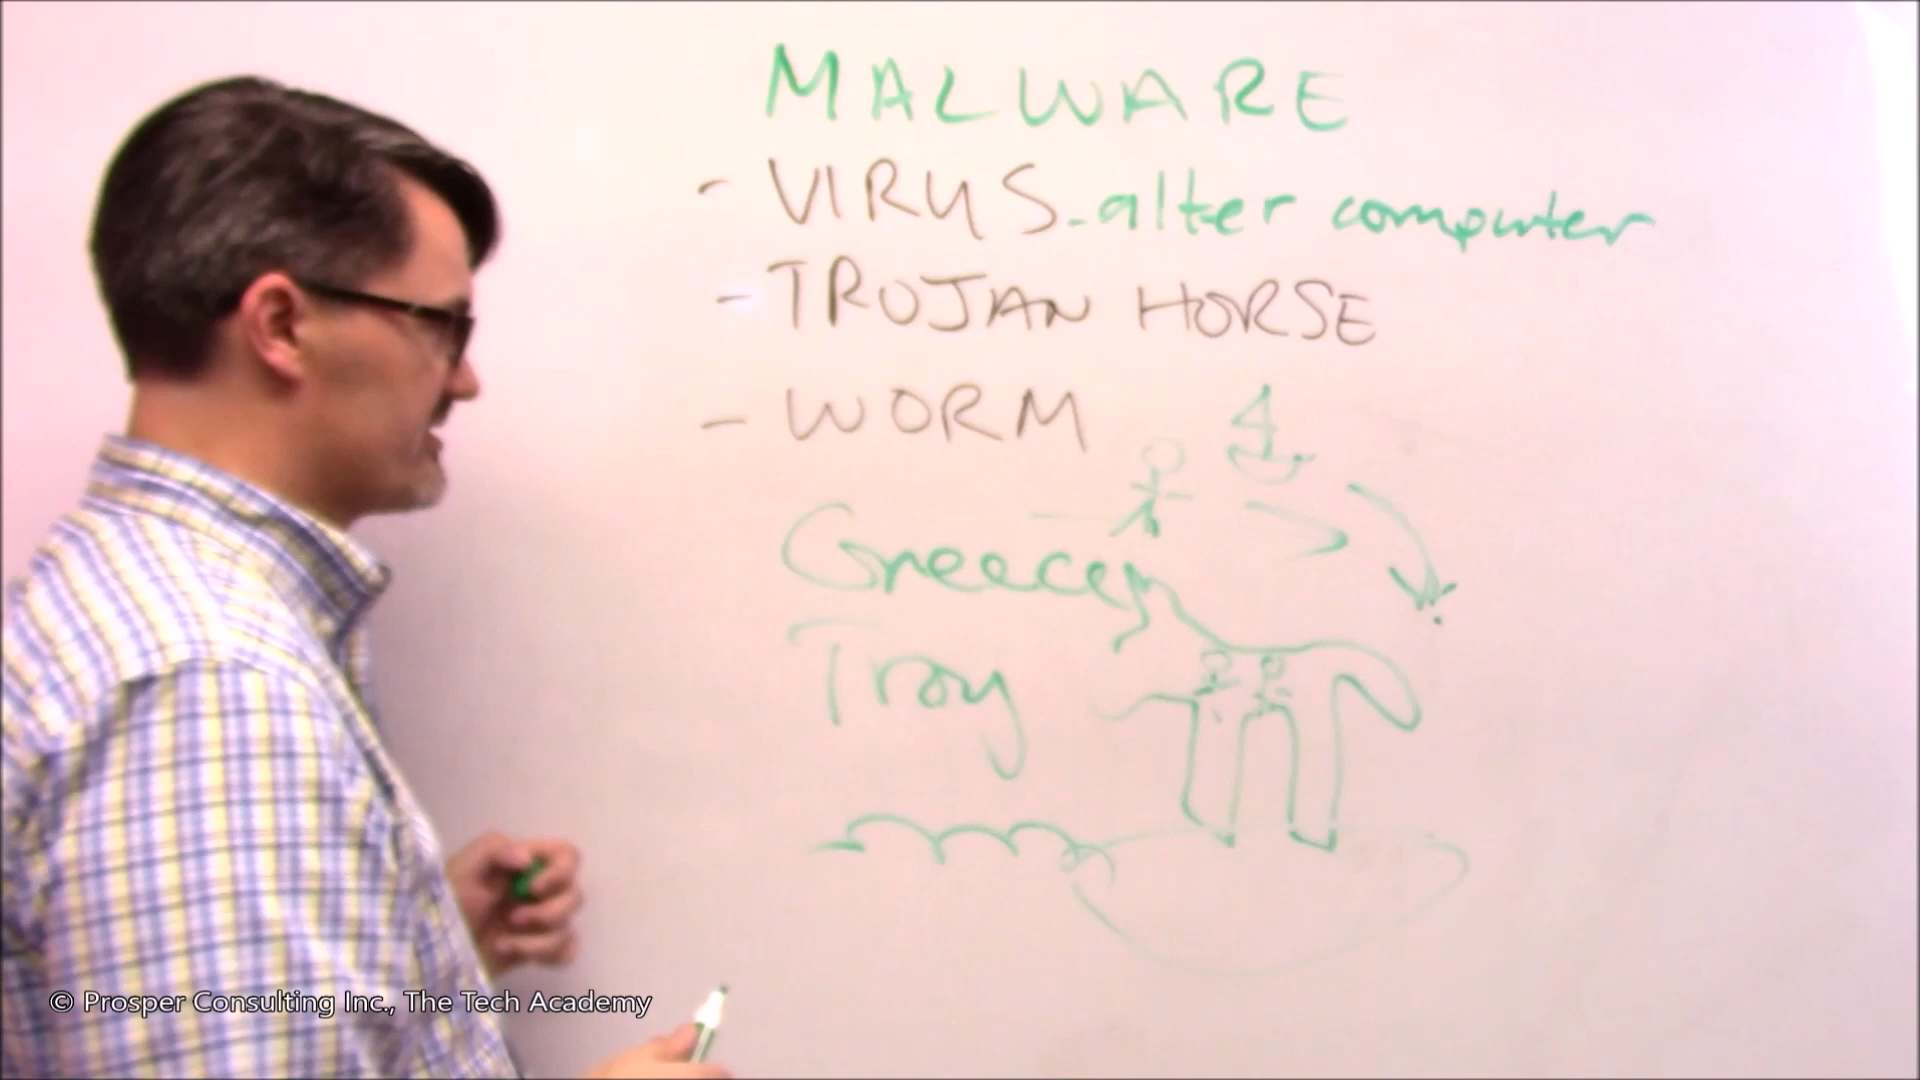 MALWARE
- VIRUS - alter computer
- TROJAN HORSE
- WORM
Greece
Troy
© Prosper Consulting Inc., The Tech Academy